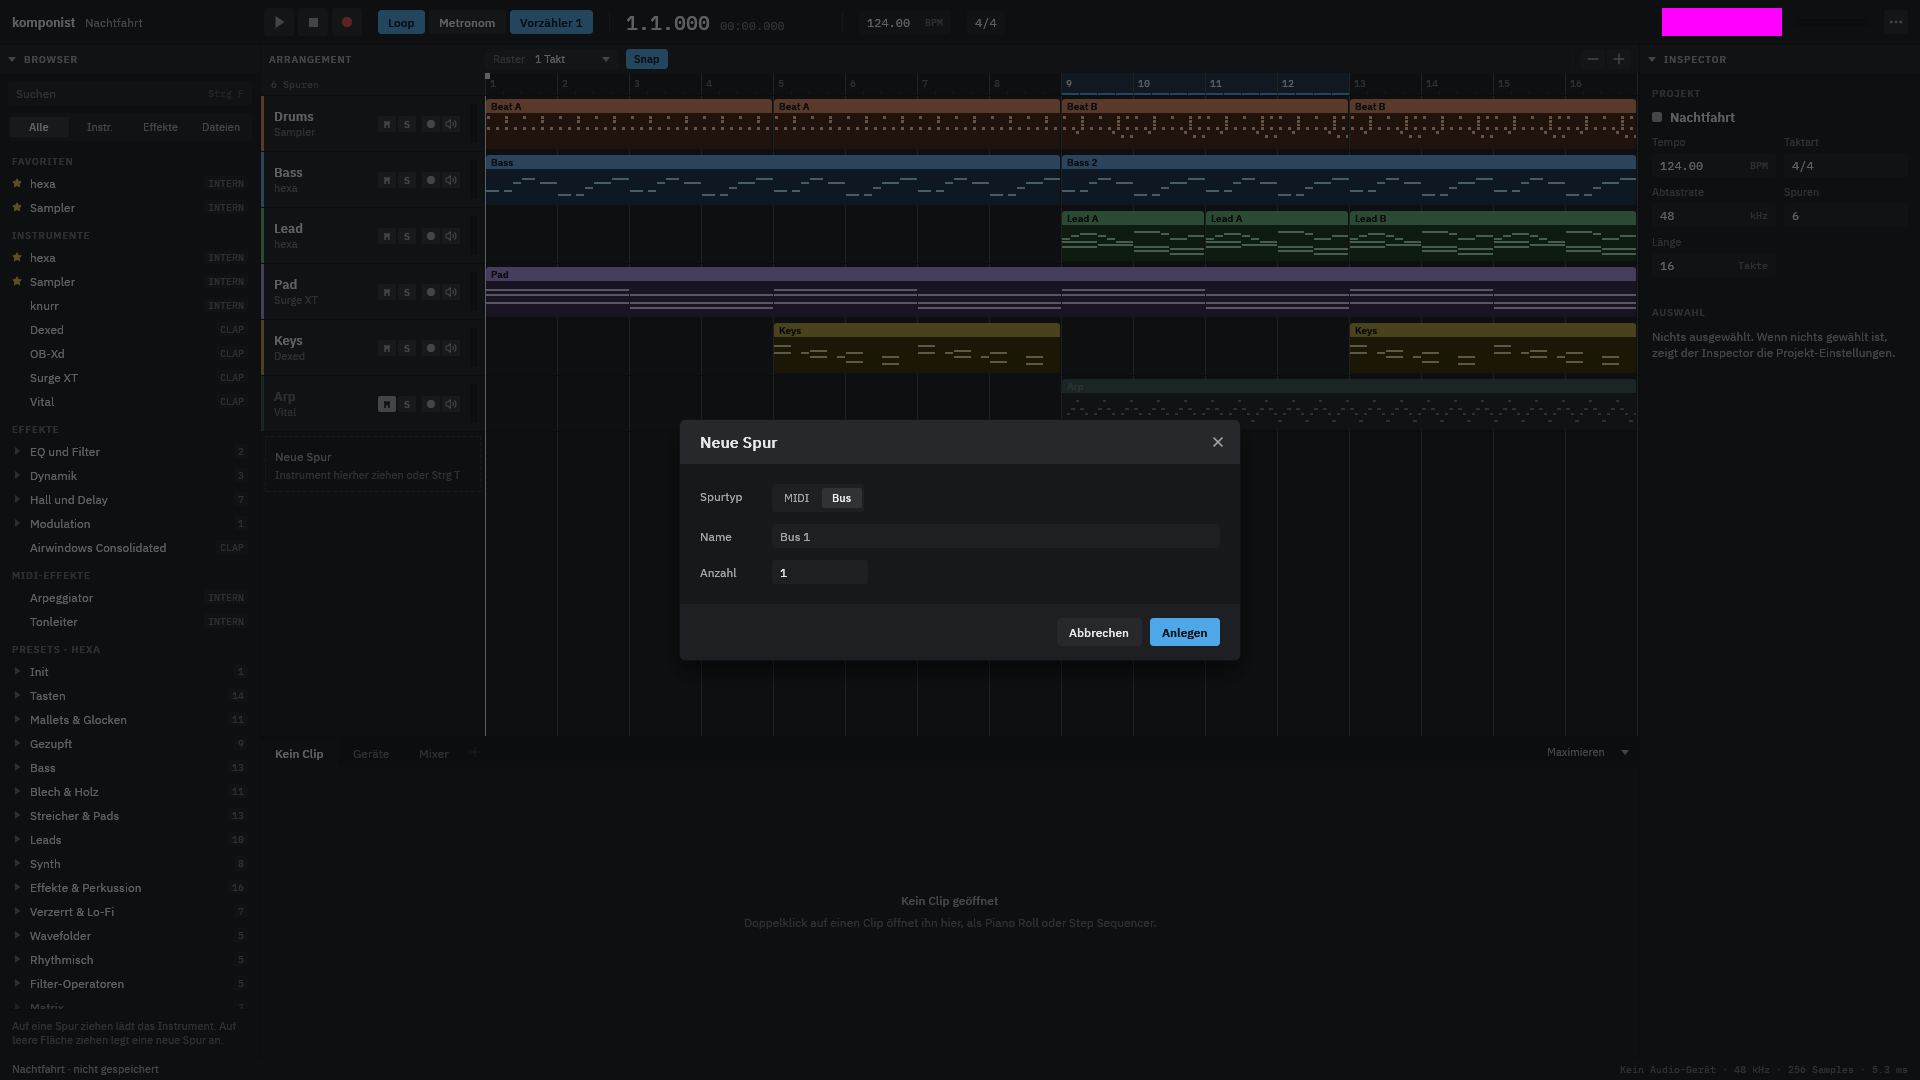 komponist Nachtfahrt
Loop Metronom Vorzähler 1
1.1.000 00:00.000
124.00 BPM 4/4
BROWSER
Suchen Strg F
Alle Instr. Effekte Dateien
FAVORITEN
hexa INTERN
Sampler INTERN
INSTRUMENTE
hexa INTERN
Sampler INTERN
knurr INTERN
Dexed CLAP
OB-Xd CLAP
Surge XT CLAP
Vital CLAP
EFFEKTE
EQ und Filter 2
Dynamik 3
Hall und Delay 7
Modulation 1
Airwindows Consolidated CLAP
MIDI-EFFEKTE
Arpeggiator INTERN
Tonleiter INTERN
PRESETS · HEXA
Init 1
Tasten 14
Mallets & Glocken 11
Gezupft 9
Bass 13
Blech & Holz 11
Streicher & Pads 13
Leads 10
Synth 8
Effekte & Perkussion 16
Verzerrt & Lo-Fi 7
Wavefolder 5
Rhythmisch 5
Filter-Operatoren 5
Matrix
Auf eine Spur ziehen lädt das Instrument. Auf
leere Fläche ziehen legt eine neue Spur an.
Nachtfahrt · nicht gespeichert
ARRANGEMENT
Raster 1 Takt Snap
6 Spuren
1 2 3 4 5 6 7 8 9 10 11 12 13 14 15 16
Drums
Sampler
M S
Beat A Beat A Beat B Beat B
Bass
hexa
M S
Bass Bass 2
Lead
hexa
M S
Lead A Lead A Lead B
Pad
Surge XT
M S
Pad
Keys
Dexed
M S
Keys Keys
Arp
Vital
M S
Arp
Neue Spur
Instrument hierher ziehen oder Strg T
Neue Spur
Spurtyp MIDI Bus
Name Bus 1
Anzahl 1
Abbrechen Anlegen
Kein Clip Geräte Mixer
Maximieren
Kein Clip geöffnet
Doppelklick auf einen Clip öffnet ihn hier, als Piano Roll oder Step Sequencer.
INSPECTOR
PROJEKT
Nachtfahrt
Tempo Taktart
124.00 BPM 4/4
Abtastrate Spuren
48 kHz 6
Länge
16 Takte
AUSWAHL
Nichts ausgewählt. Wenn nichts gewählt ist,
zeigt der Inspector die Projekt-Einstellungen.
Kein Audio-Gerät · 48 kHz · 256 Samples · 5.3 ms